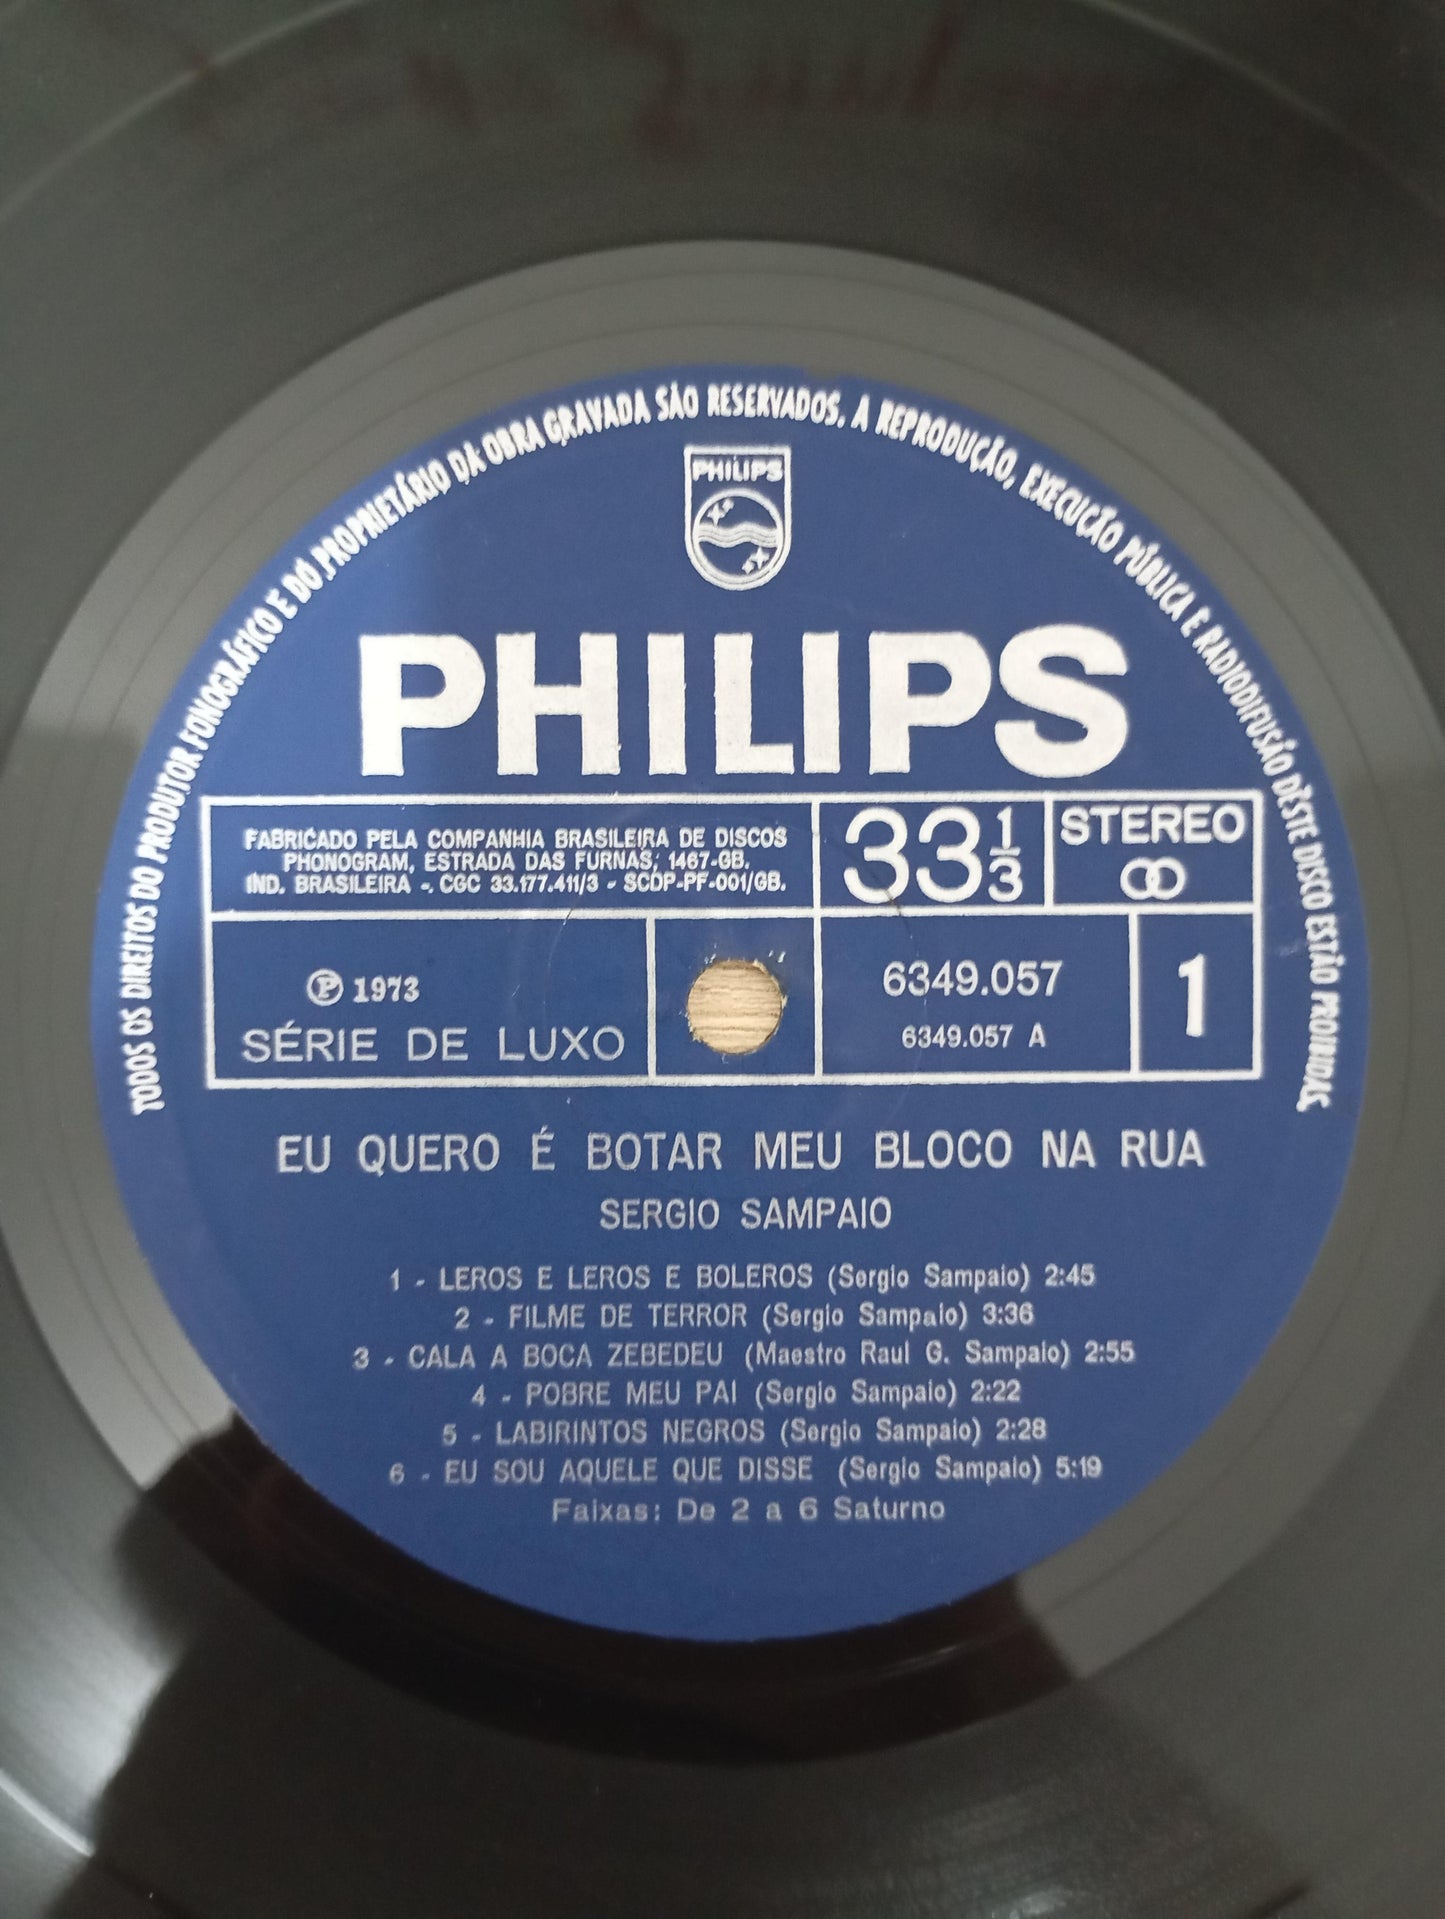 TODOS OS DIREITOS DO PRODUTOR FONOGRÁFICO E DO PROPRIETÁRIO DA OBRA GRAVADA SÃO RESERVADOS. A REPRODUÇÃO, EXECUÇÃO PÚBLICA E RADIODIFUSÃO DÊSTE DISCO ESTÃO PROIBIDAS.
PHILIPS
PHILIPS
FABRICADO PELA COMPANHIA BRASILEIRA DE DISCOS
PHONOGRAM, ESTRADA DAS FURNAS, 1467-GB.
IND. BRASILEIRA - CGC 33.177.411/3 - SCDP-PF-001/GB.
33 1/3
STEREO
℗ 1973
SÉRIE DE LUXO
6349.057
6349.057 A
1
EU QUERO É BOTAR MEU BLOCO NA RUA
SERGIO SAMPAIO
1 - LEROS E LEROS E BOLEROS (Sergio Sampaio) 2:45
2 - FILME DE TERROR (Sergio Sampaio) 3:36
3 - CALA A BOCA ZEBEDEU (Maestro Raul G. Sampaio) 2:55
4 - POBRE MEU PAI (Sergio Sampaio) 2:22
5 - LABIRINTOS NEGROS (Sergio Sampaio) 2:28
6 - EU SOU AQUELE QUE DISSE (Sergio Sampaio) 5:19
Faixas: De 2 a 6 Saturno